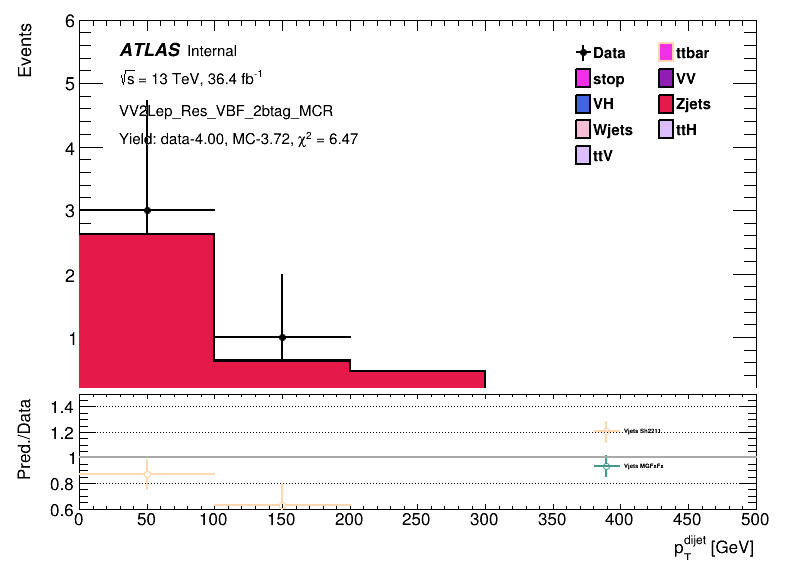 Events
6
5
4
3
2
1
ATLAS Internal
√s = 13 TeV, 36.4 fb⁻¹
VV2Lep_Res_VBF_2btag_MCR
Yield: data-4.00, MC-3.72, χ² = 6.47
Data ttbar
stop VV
VH Zjets
Wjets ttH
ttV
Pred./Data
1.4
1.2
1
0.8
0.6
Vjets Sh2211
Vjets MGFxFx
0 50 100 150 200 250 300 350 400 450 500
p_T^dijet [GeV]